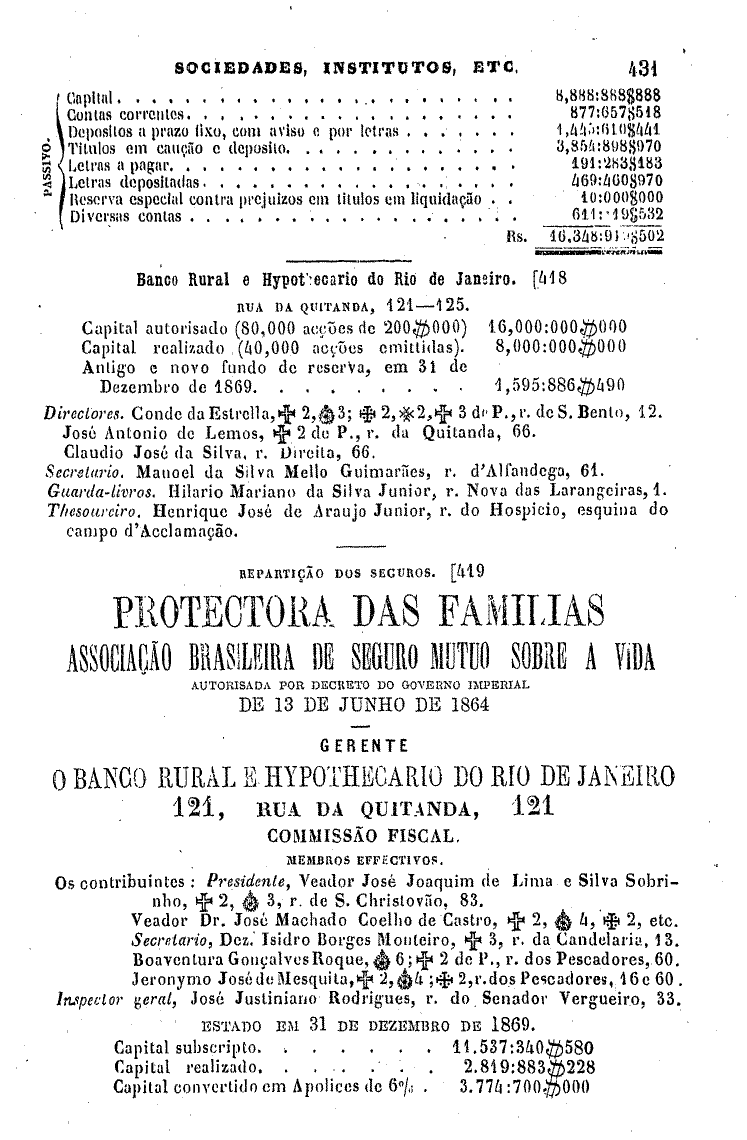 SOCIEDADES, INSTITUTOS, ETC. 431
PASSIVO.
Capital. . . . . . . . . . . . . . . . . . . . 8,888:888$888
Contas correntes. . . . . . . . . . . . . . . . 877:657$518
Depositos a prazo fixo, com aviso e por letras . . . . . . . 1,445:610$441
Titulos em caução e deposito. . . . . . . . . . . . 3,854:898$970
Letras a pagar. . . . . . . . . . . . . . . . . 191:283$183
Letras depositadas. . . . . . . . . . . . . . . . 469:460$970
Reserva especial contra prejuizos em titulos em liquidação . . 10:000$000
Diversas contas . . . . . . . . . . . . . . . .
Rs.
Banco Rural e Hypothecario do Rio de Janeiro. [418
RUA DA QUITANDA, 121—125.
Capital autorisado (80,000 acções de 200$000) 16,000:000$000
Capital realizado (40,000 acções emittidas). 8,000:000$000
Antigo e novo fundo de reserva, em 31 de
Dezembro de 1869. . . . . . . . . 1,595:886$490
Directores. Conde da Estrella, ✠ 2, 3; ✠ 2, ※ 2, ✠ 3 de P., r. de S. Bento, 12.
José Antonio de Lemos, ✠ 2 de P., r. da Quitanda, 66.
Claudio José da Silva, r. Direita, 66.
Secretario. Manoel da Silva Mello Guimarães, r. d'Alfandega, 61.
Guarda-livros. Hilario Mariano da Silva Junior, r. Nova das Larangeiras, 1.
Thesoureiro. Henrique José de Araujo Junior, r. do Hospicio, esquina do
campo d'Acclamação.
REPARTIÇÃO DOS SEGUROS. [419
PROTECTORA DAS FAMILIAS
ASSOCIAÇÃO BRASILEIRA DE SEGURO MUTUO SOBRE A VIDA
AUTORISADA POR DECRETO DO GOVERNO IMPERIAL
DE 13 DE JUNHO DE 1864
GERENTE
O BANCO RURAL E HYPOTHECARIO DO RIO DE JANEIRO
121, RUA DA QUITANDA, 121
COMMISSÃO FISCAL.
MEMBROS EFFECTIVOS.
Os contribuintes : Presidente, Veador José Joaquim de Lima e Silva Sobri-
nho, ✠ 2, 3, r. de S. Christovão, 83.
Veador Dr. José Machado Coelho de Castro, ✠ 2, 4, ✠ 2, etc.
Secretario, Dez. Isidro Borges Monteiro, ✠ 3, r. da Candelaria, 13.
Boaventura Gonçalves Roque, 6; ✠ 2 de P., r. dos Pescadores, 60.
Jeronymo José de Mesquita, ✠ 2, 4; ✠ 2, r. dos Pescadores, 16 e 60.
Inspector geral, José Justiniano Rodrigues, r. do Senador Vergueiro, 33.
ESTADO EM 31 DE DEZEMBRO DE 1869.
Capital subscripto. . . . . . . . 11.537:340$580
Capital realizado. . . . . . . . 2.819:883$228
Capital convertido em Apolices de 6% . 3.774:700$000